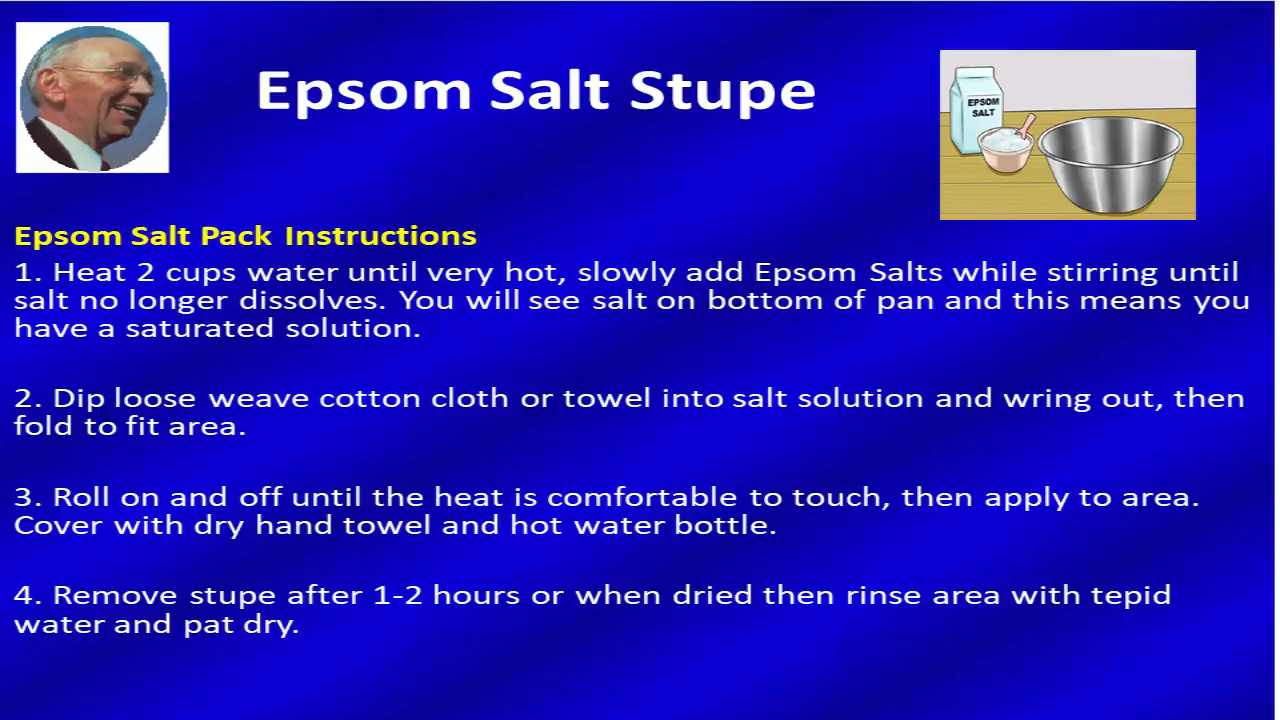 Epsom Salt Stupe
EPSOM
SALT
Epsom Salt Pack Instructions
1. Heat 2 cups water until very hot, slowly add Epsom Salts while stirring until
salt no longer dissolves. You will see salt on bottom of pan and this means you
have a saturated solution.
2. Dip loose weave cotton cloth or towel into salt solution and wring out, then
fold to fit area.
3. Roll on and off until the heat is comfortable to touch, then apply to area.
Cover with dry hand towel and hot water bottle.
4. Remove stupe after 1-2 hours or when dried then rinse area with tepid
water and pat dry.